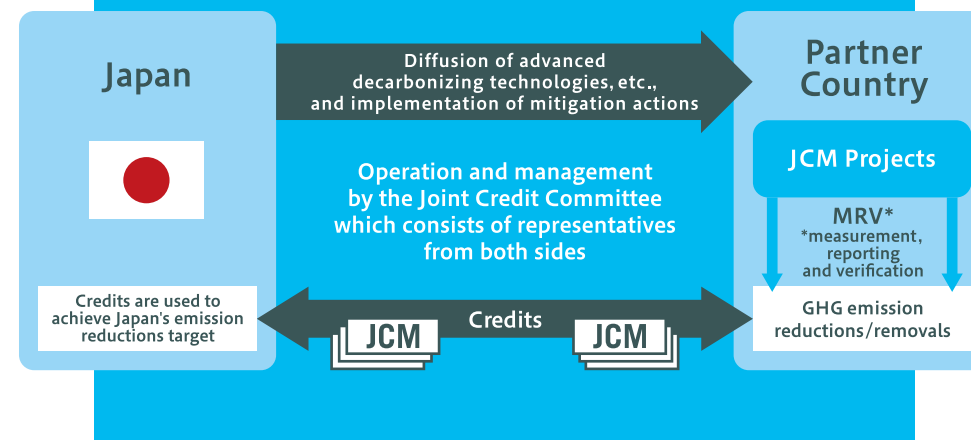 Japan
Diffusion of advanced
decarbonizing technologies, etc.,
and implementation of mitigation actions
Partner
Country
JCM Projects
Operation and management
by the Joint Credit Committee
which consists of representatives
from both sides
MRV*
*measurement,
reporting
and verification
Credits are used to
achieve Japan's emission
reductions target
Credits
JCM
JCM
GHG emission
reductions/removals